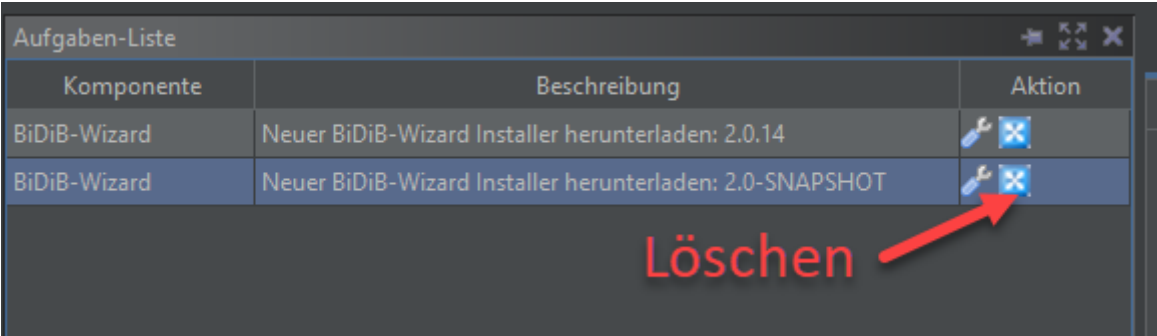 Aufgaben-Liste
Komponente Beschreibung Aktion
BiDiB-Wizard Neuer BiDiB-Wizard Installer herunterladen: 2.0.14
BiDiB-Wizard Neuer BiDiB-Wizard Installer herunterladen: 2.0-SNAPSHOT
Löschen